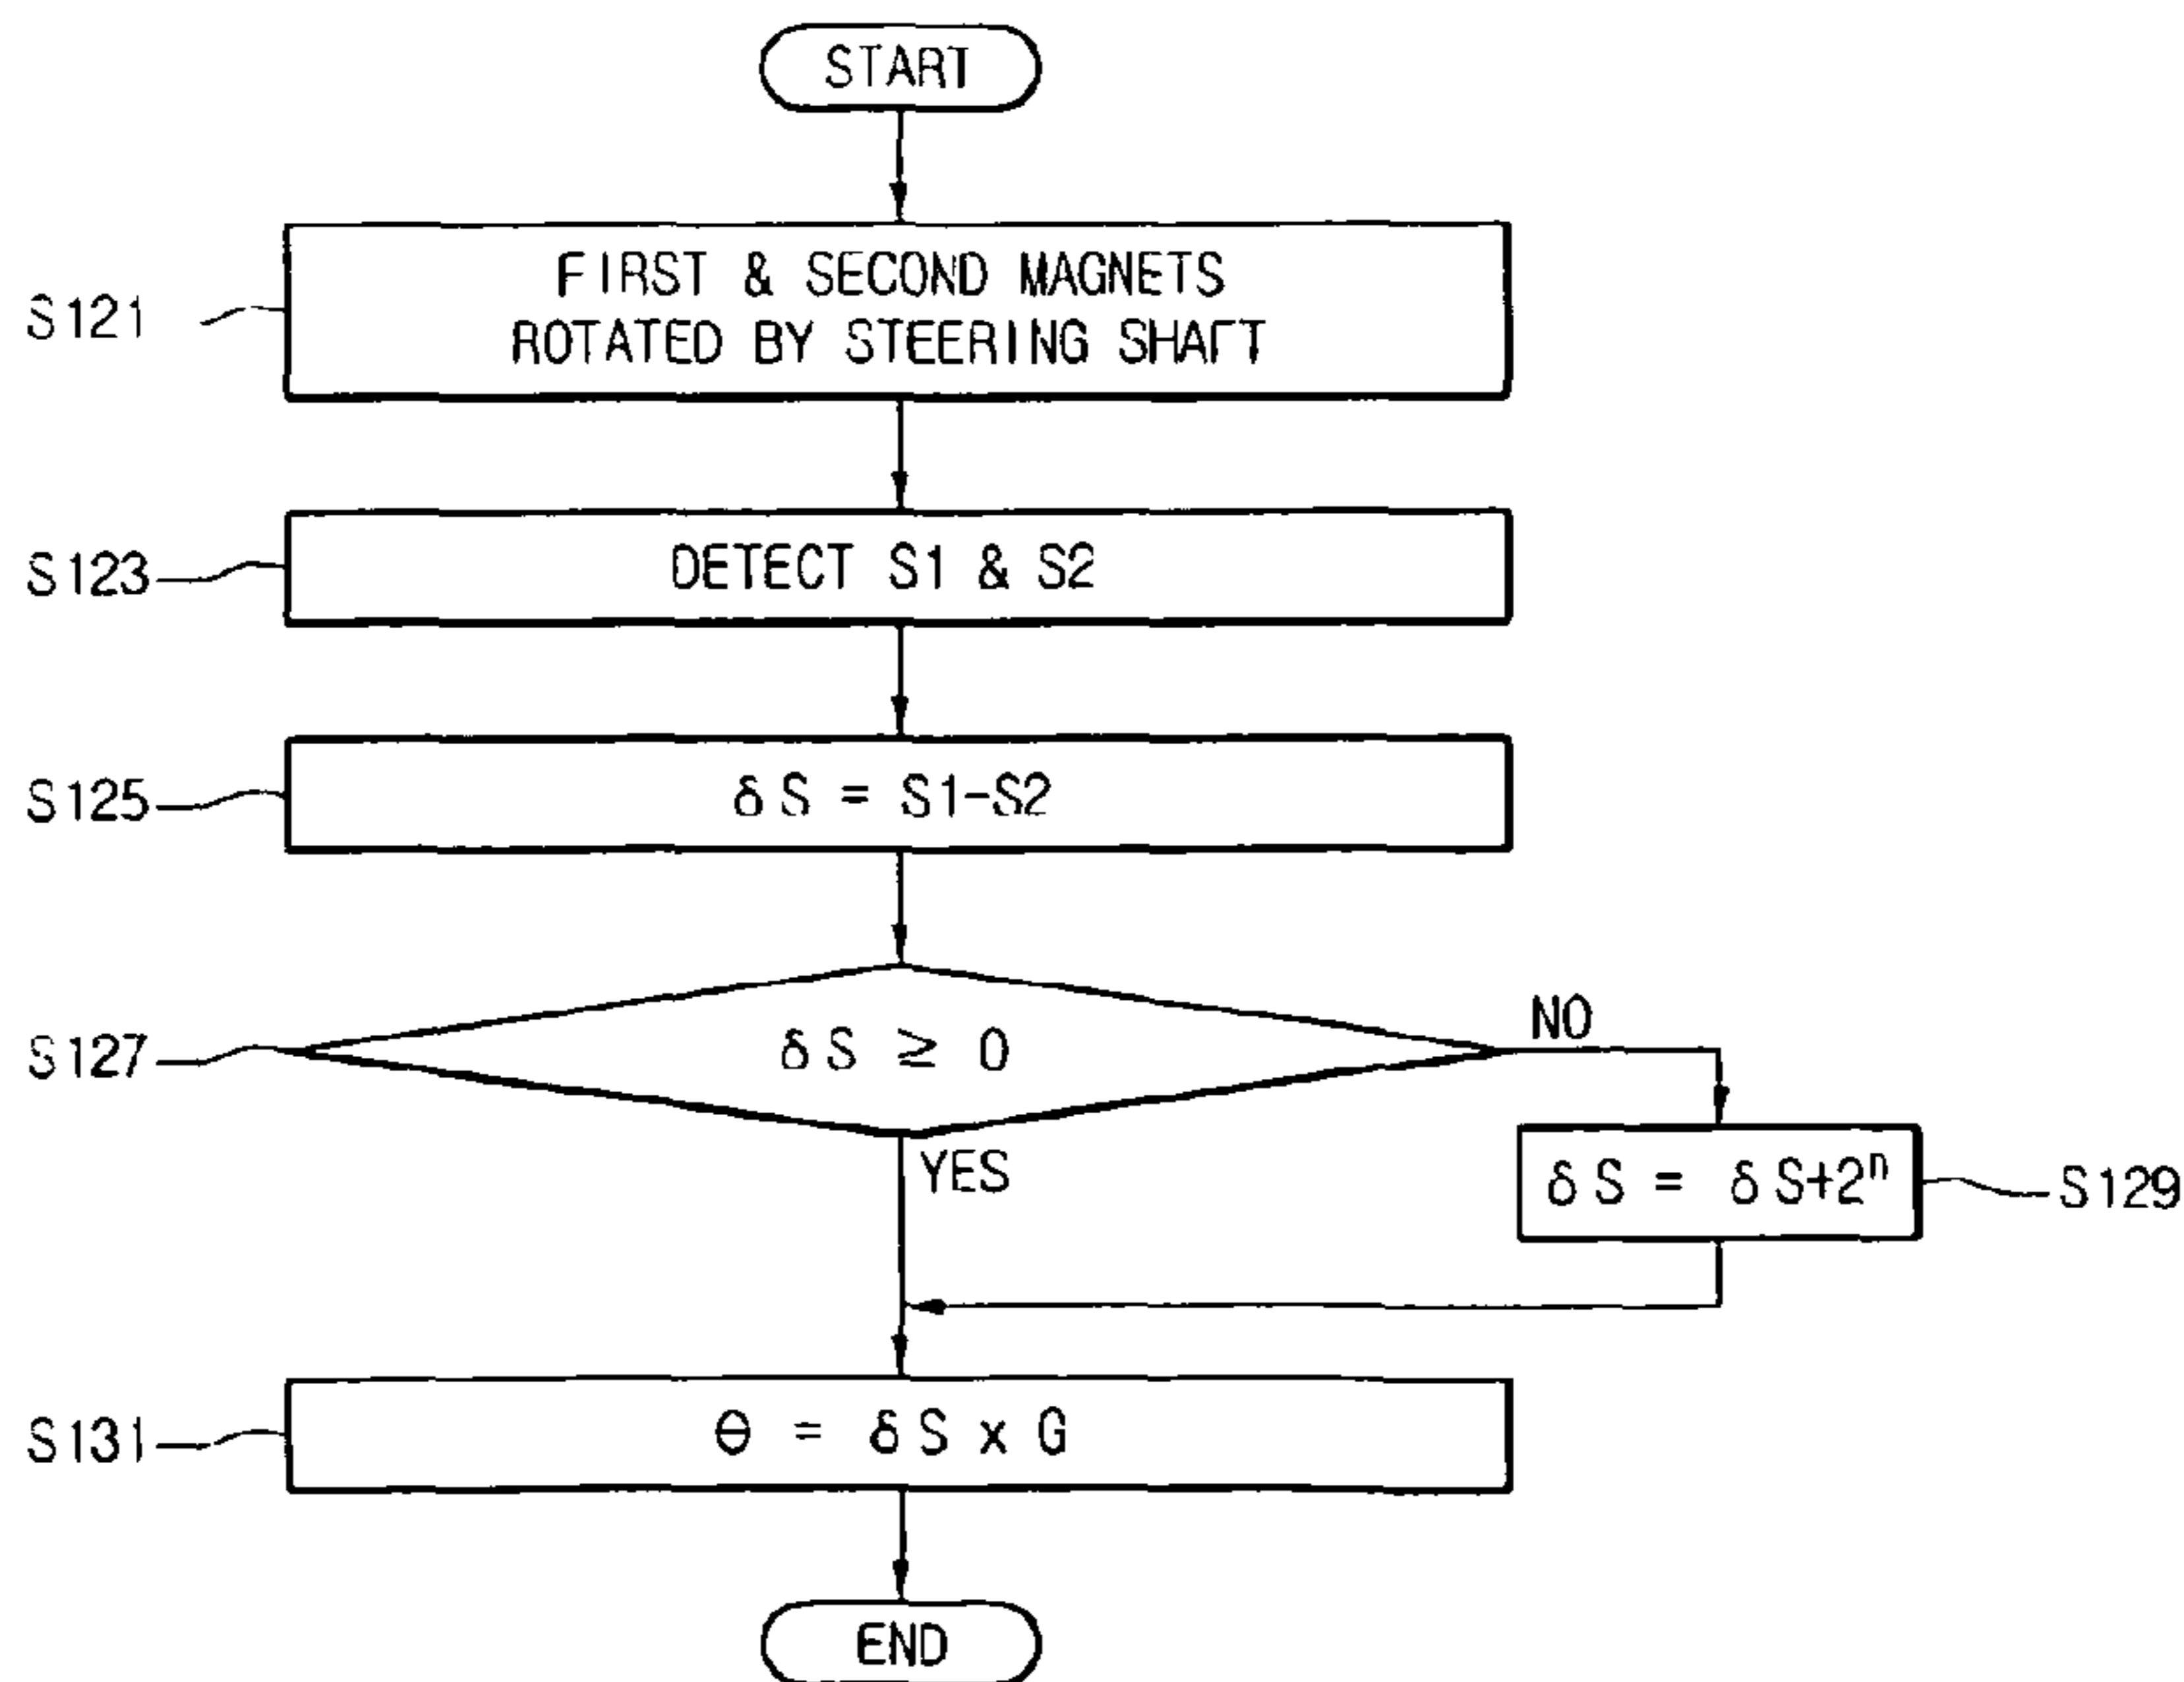 START
S121
FIRST & SECOND MAGNETS
ROTATED BY STEERING SHAFT
S123
DETECT S1 & S2
S125
δS = S1-S2
S127
δS ≥ 0
NO
YES
δS = δS+2ⁿ
S129
S131
θ = δS x G
END